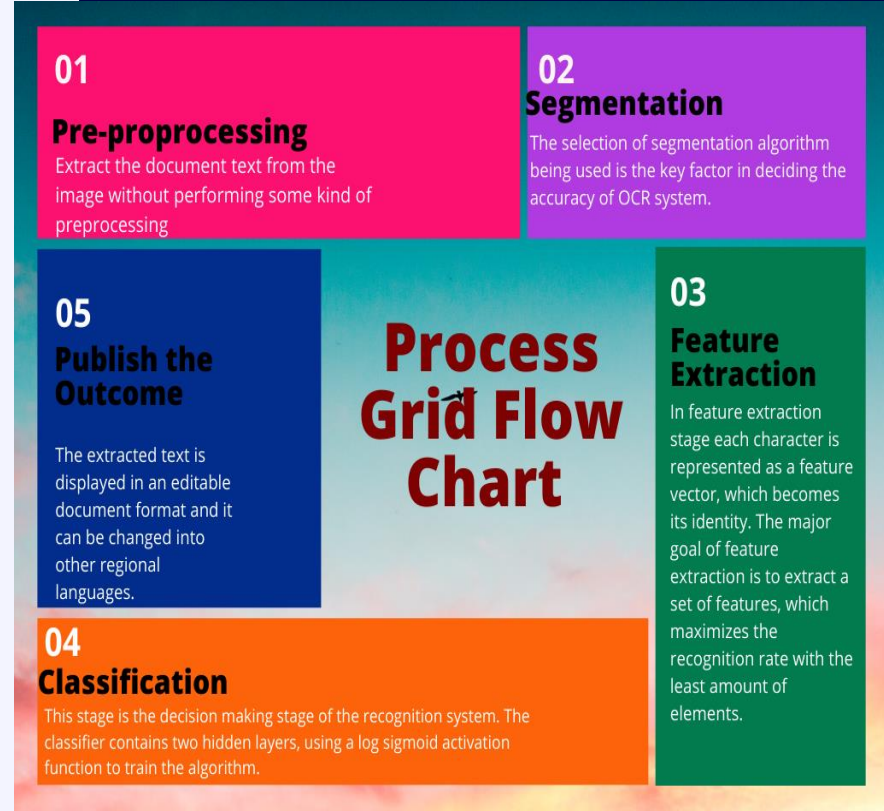 01
Pre-proprocessing
Extract the document text from the
image without performing some kind of
preprocessing
02
Segmentation
The selection of segmentation algorithm
being used is the key factor in deciding the
accuracy of OCR system.
03
Feature
Extraction
In feature extraction
stage each character is
represented as a feature
vector, which becomes
its identity. The major
goal of feature
extraction is to extract a
set of features, which
maximizes the
recognition rate with the
least amount of
elements.
04
Classification
This stage is the decision making stage of the recognition system. The
classifier contains two hidden layers, using a log sigmoid activation
function to train the algorithm.
05
Publish the
Outcome
The extracted text is
displayed in an editable
document format and it
can be changed into
other regional
languages.
Process
Grid Flow
Chart